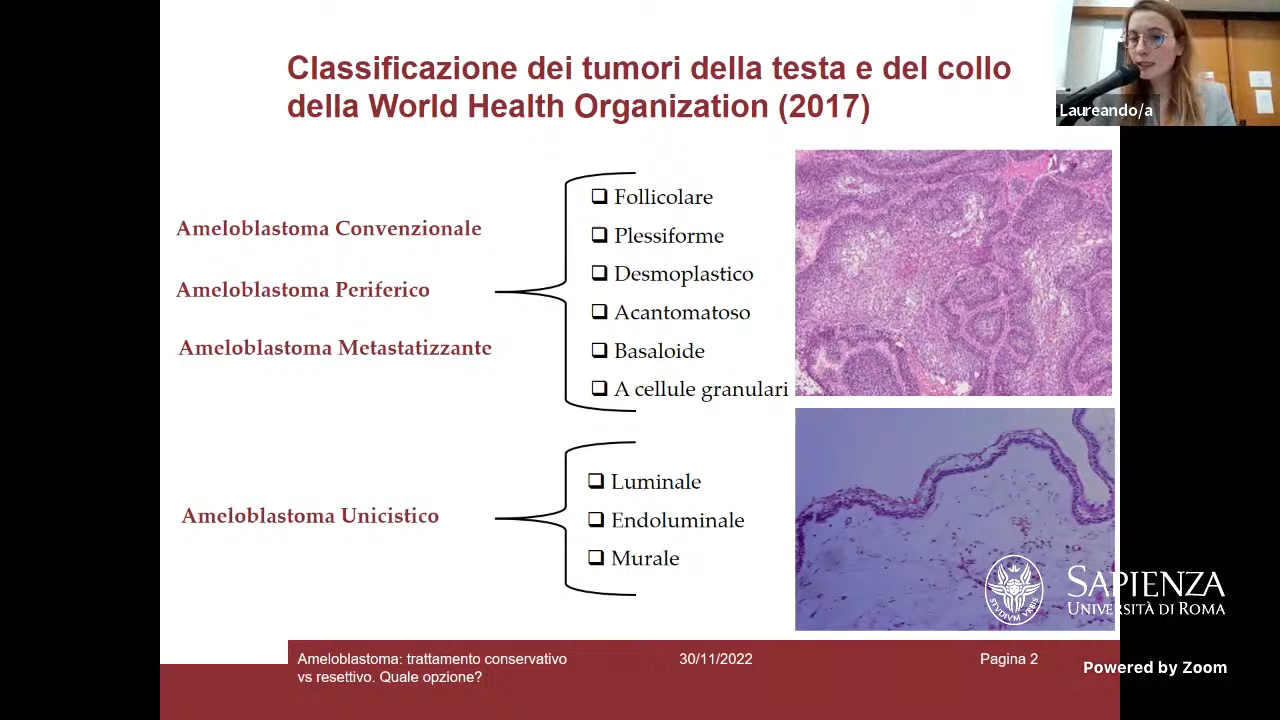 Classificazione dei tumori della testa e del collo
della World Health Organization (2017)
Laureando/a
Ameloblastoma Convenzionale
Ameloblastoma Periferico
Ameloblastoma Metastatizzante
Follicolare
Plessiforme
Desmoplastico
Acantomatoso
Basaloide
A cellule granulari
Ameloblastoma Unicistico
Luminale
Endoluminale
Murale
STVDIVM VRBIS
SAPIENZA
UNIVERSITÀ DI ROMA
Ameloblastoma: trattamento conservativo
vs resettivo. Quale opzione?
30/11/2022
Pagina 2
Powered by Zoom